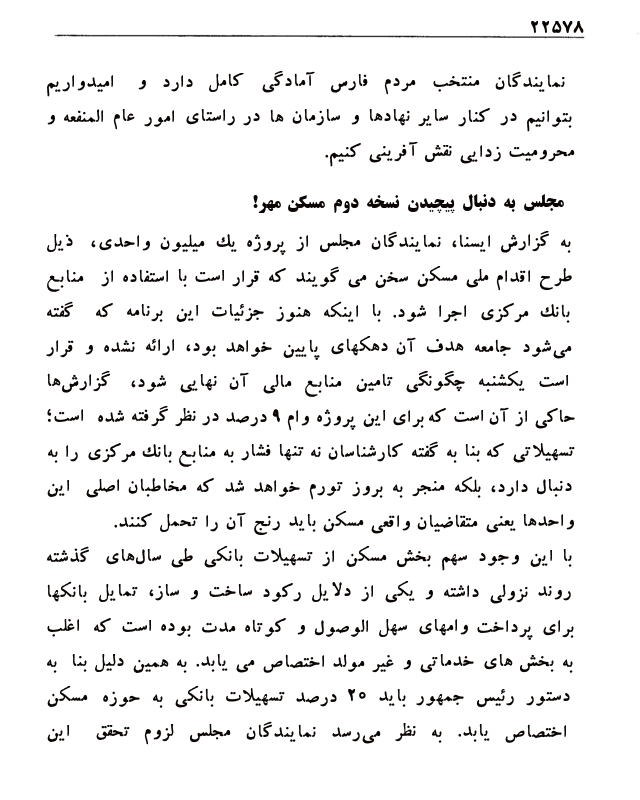 ۲۲۵۷۸
نمایندگان منتخب مردم فارس آمادگی کامل دارد و امیدواریم
بتوانیم در کنار سایر نهادها و سازمان ها در راستای امور عام المنفعه و
محرومیت زدایی نقش آفرینی کنیم.
مجلس به دنبال پیچیدن نسخه دوم مسکن مهر!
به گزارش ایسنا، نمایندگان مجلس از پروژه یك میلیون واحدی، ذیل
طرح اقدام ملی مسکن سخن می گویند که قرار است با استفاده از منابع
بانك مرکزی اجرا شود. با اینکه هنوز جزئیات این برنامه که گفته
می‌شود جامعه هدف آن دهکهای پایین خواهد بود، ارائه نشده و قرار
است یکشنبه چگونگی تامین منابع مالی آن نهایی شود، گزارش‌ها
حاکی از آن است که برای این پروژه وام ۹ درصد در نظر گرفته شده است؛
تسهیلاتی که بنا به گفته کارشناسان نه تنها فشار به منابع بانك مرکزی را به
دنبال دارد، بلکه منجر به بروز تورم خواهد شد که مخاطبان اصلی این
واحدها یعنی متقاضیان واقعی مسکن باید رنج آن را تحمل کنند.
با این وجود سهم بخش مسکن از تسهیلات بانکی طی سال‌های گذشته
روند نزولی داشته و یکی از دلایل رکود ساخت و ساز، تمایل بانکها
برای پرداخت وامهای سهل الوصول و کوتاه مدت بوده است که اغلب
به بخش های خدماتی و غیر مولد اختصاص می یابد. به همین دلیل بنا به
دستور رئیس جمهور باید ۲۵ درصد تسهیلات بانکی به حوزه مسکن
اختصاص یابد. به نظر می‌رسد نمایندگان مجلس لزوم تحقق این